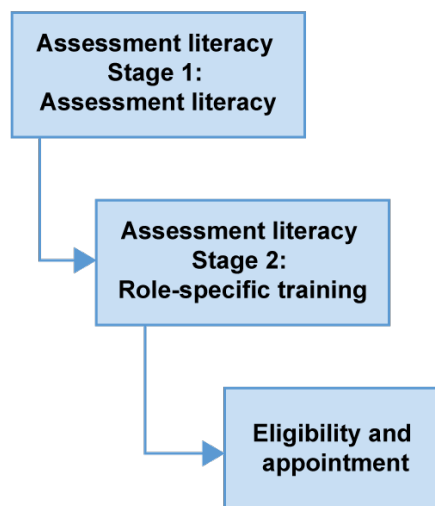 Assessment literacy
Stage 1:
Assessment literacy
Assessment literacy
Stage 2:
Role-specific training
Eligibility and
appointment